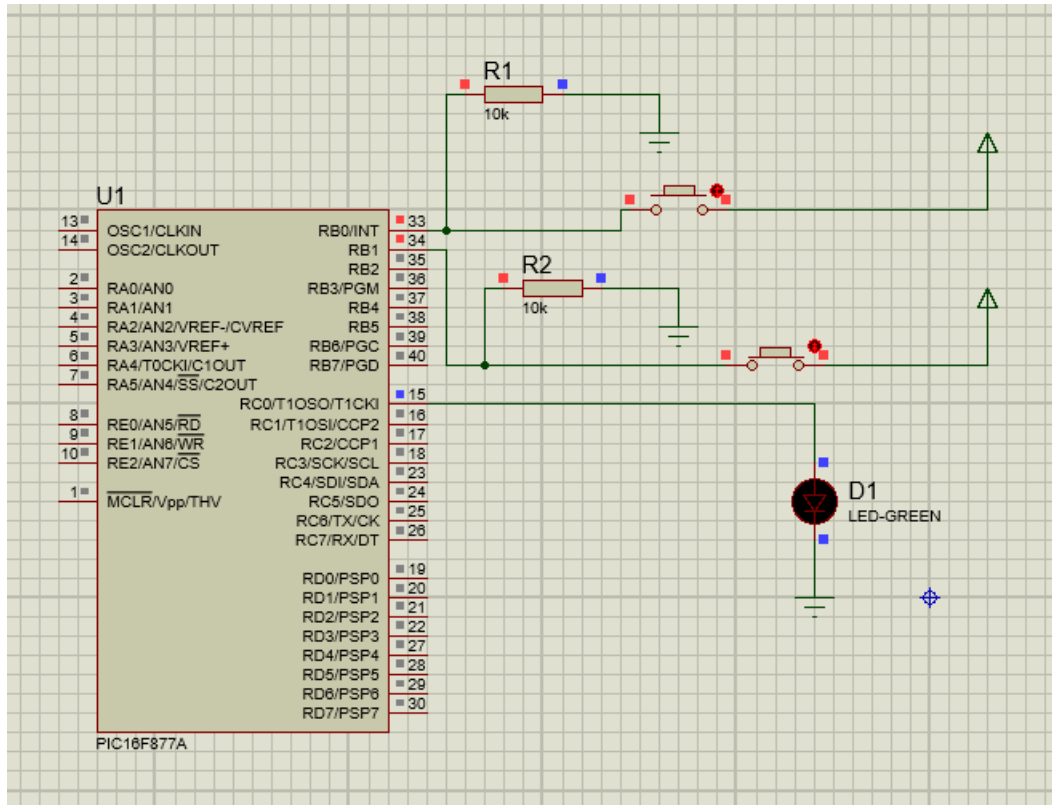 R1
10k
U1
13 OSC1/CLKIN
14 OSC2/CLKOUT
2 RA0/AN0
3 RA1/AN1
4 RA2/AN2/VREF-/CVREF
5 RA3/AN3/VREF+
6 RA4/T0CKI/C1OUT
7 RA5/AN4/SS/C2OUT
8 RE0/AN5/RD
9 RE1/AN6/WR
10 RE2/AN7/CS
1 MCLR/Vpp/THV
RB0/INT 33
RB1 34
RB2 35
RB3/PGM 36
RB4 37
RB5 38
RB6/PGC 39
RB7/PGD 40
RC0/T1OSO/T1CKI 15
RC1/T1OSI/CCP2 16
RC2/CCP1 17
RC3/SCK/SCL 18
RC4/SDI/SDA 23
RC5/SDO 24
RC6/TX/CK 25
RC7/RX/DT 26
RD0/PSP0 19
RD1/PSP1 20
RD2/PSP2 21
RD3/PSP3 22
RD4/PSP4 27
RD5/PSP5 28
RD6/PSP6 29
RD7/PSP7 30
PIC16F877A
R2
10k
D1
LED-GREEN